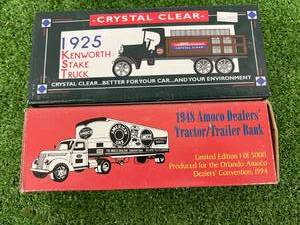 -CRYSTAL CLEAR-
1925
KENWORTH
STAKE
TRUCK
CRYSTAL CLEAR...BETTER FOR YOUR CAR...AND YOUR ENVIRONMENT
1948 Amoco Dealers'
Tractor/Trailer Bank
Limited Edition 1 OF 5000
Produced for the Orlando Amoco
Dealers' Convention, 1994